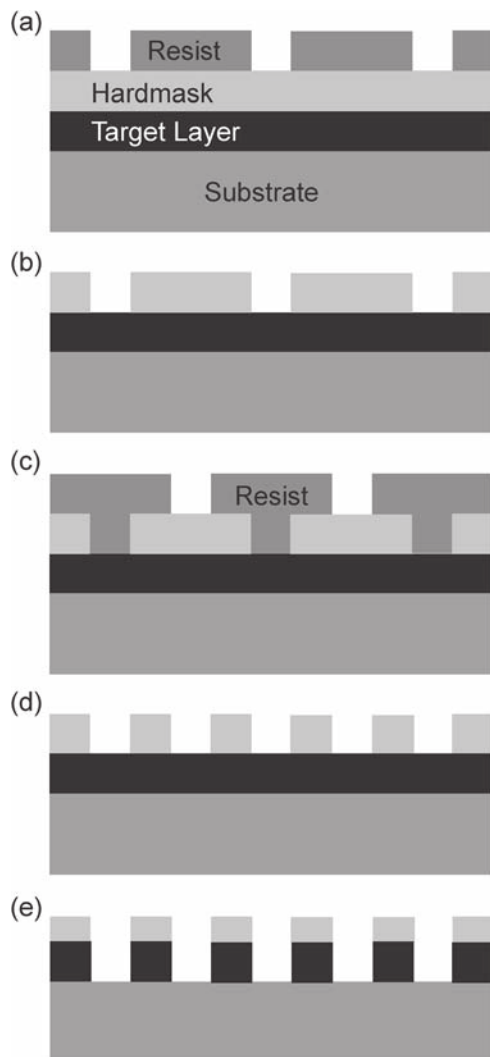 (a)
Resist
Hardmask
Target Layer
Substrate
(b)
(c)
Resist
(d)
(e)